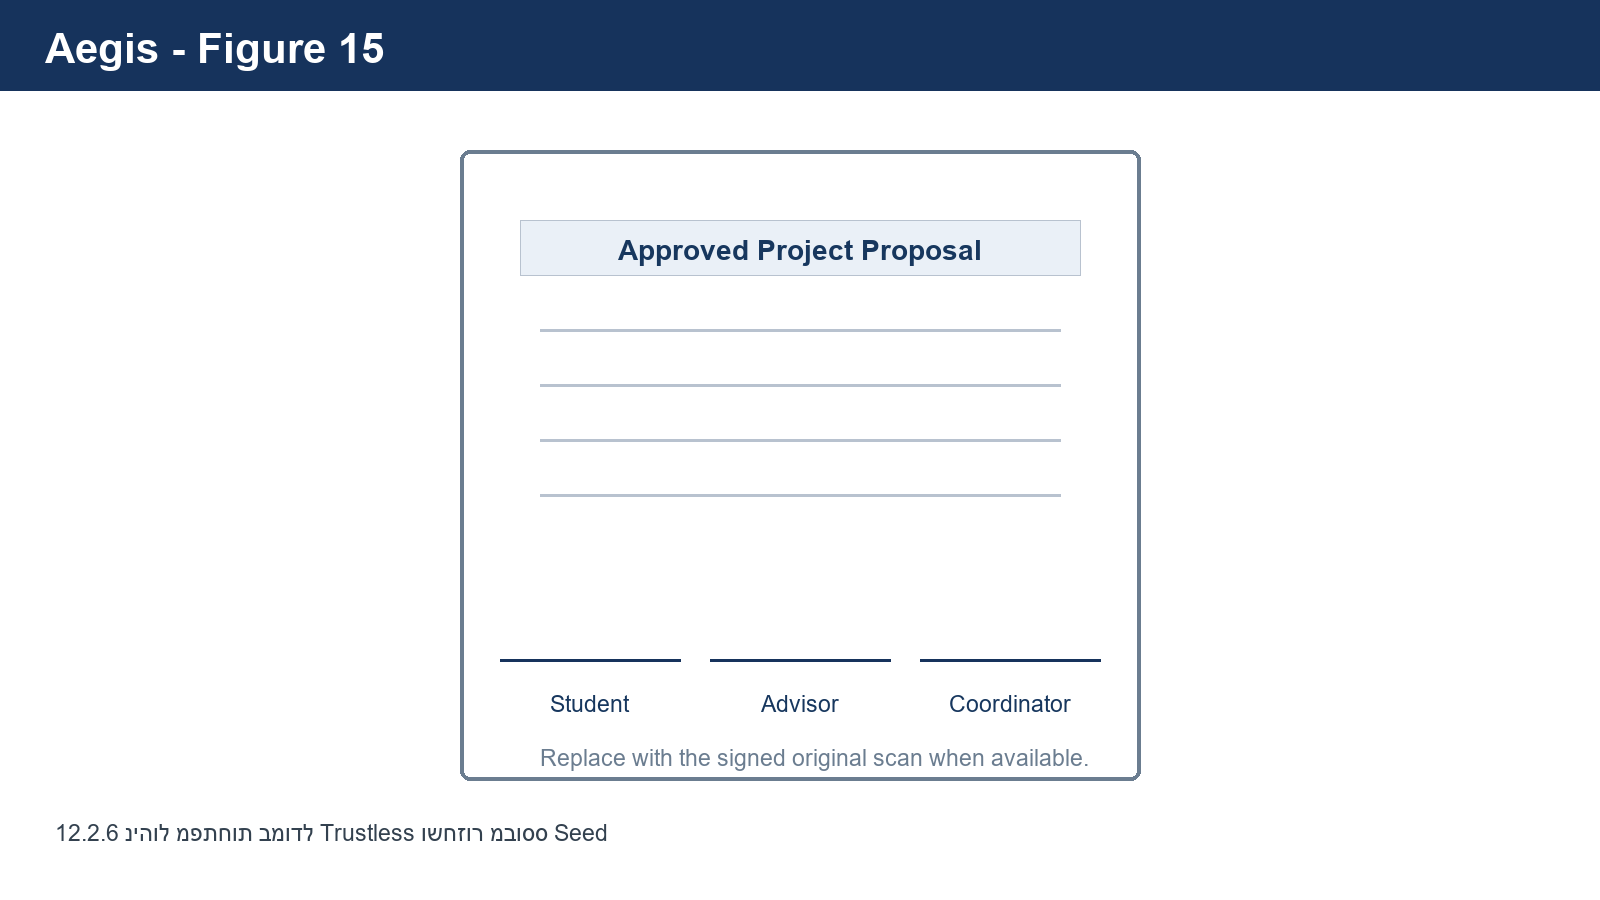 Aegis - Figure 15
Approved Project Proposal
Student Advisor Coordinator
Replace with the signed original scan when available.
12.2.6 ניהול מפתחות במודל Trustless ושחזור מבוסס Seed